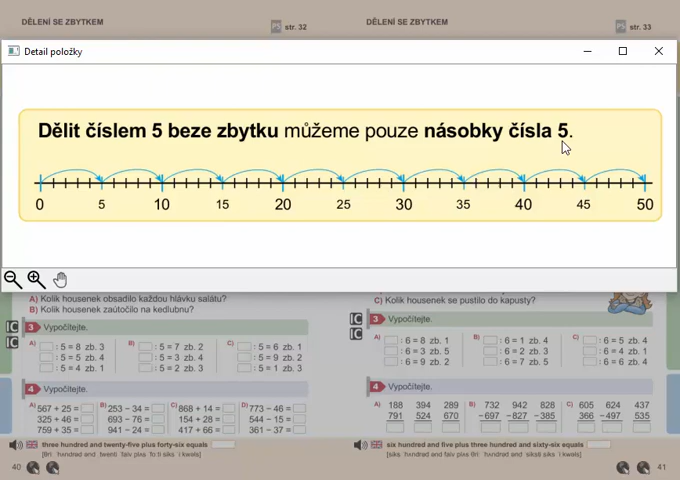 DĚLENÍ SE ZBYTKEM
PS str. 32
DĚLENÍ SE ZBYTKEM
PS str. 33
Detail položky
Dělit číslem 5 beze zbytku můžeme pouze násobky čísla 5.
0 5 10 15 20 25 30 35 40 45 50
A) Kolik housenek obsadilo každou hlávku salátu?
B) Kolik housenek zaútočilo na kedlubnu?
IC
IC
3 Vypočítejte.
A) : 5 = 8 zb. 3 B) : 5 = 7 zb. 2 C) : 5 = 6 zb. 1
: 5 = 5 zb. 4 : 5 = 3 zb. 4 : 5 = 9 zb. 2
: 5 = 4 zb. 1 : 5 = 2 zb. 3 : 5 = 1 zb. 3
4 Vypočítejte.
A) 567 + 25 = B) 253 – 34 = C) 868 + 14 = D) 773 – 46 =
325 + 46 = 693 – 76 = 154 + 28 = 544 – 15 =
759 + 35 = 941 – 24 = 417 + 66 = 361 – 37 =
three hundred and twenty-five plus forty-six equals
40
C) Kolik housenek se pustilo do kapusty?
IC
IC
3 Vypočítejte.
A) : 6 = 8 zb. 1 B) : 6 = 1 zb. 4 C) : 6 = 5 zb. 4
: 6 = 3 zb. 5 : 6 = 7 zb. 2 : 6 = 4 zb. 1
: 6 = 9 zb. 4 : 6 = 2 zb. 3 : 6 = 6 zb. 1
4 Vypočítejte.
A) 188 394 289 B) 732 942 828 C) 605 624 437
791 524 670 –697 –827 –385 366 –497 535
six hundred and five plus three hundred and sixty-six equals
41